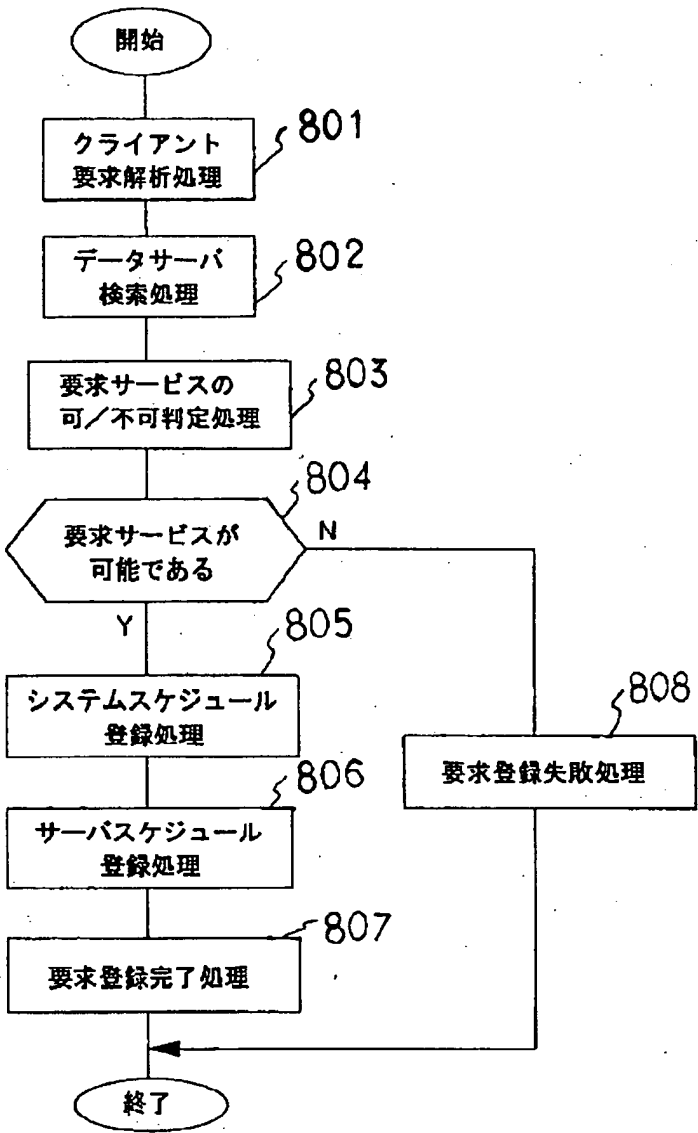 開始
クライアント
要求解析処理
801
データサーバ
検索処理
802
要求サービスの
可／不可判定処理
803
要求サービスが
可能である
804
N
Y
システムスケジュール
登録処理
805
サーバスケジュール
登録処理
806
要求登録完了処理
807
要求登録失敗処理
808
終了